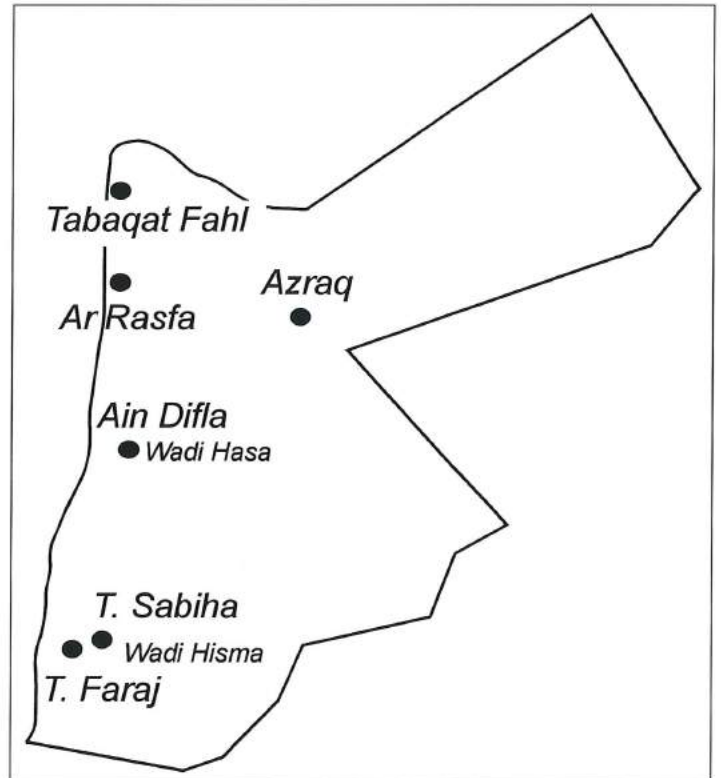 Tabaqat Fahl
Azraq
Ar Rasfa
Ain Difla
Wadi Hasa
T. Sabiha
Wadi Hisma
T. Faraj